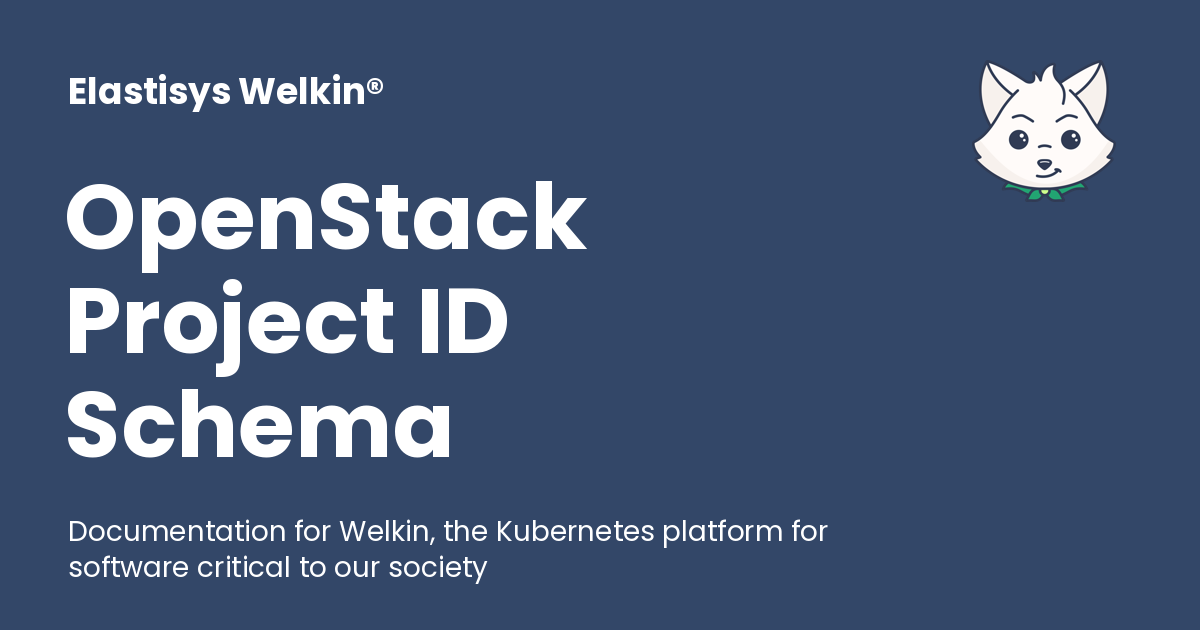 Elastisys Welkin®
OpenStack
Project ID
Schema
Documentation for Welkin, the Kubernetes platform for
software critical to our society